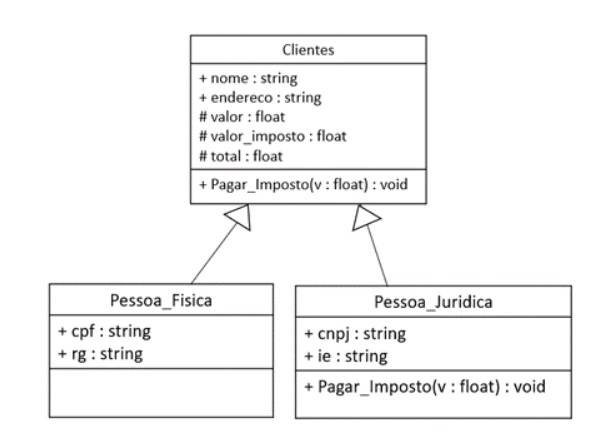 Clientes
+ nome : string
+ endereco : string
# valor : float
# valor_imposto : float
# total : float
+ Pagar_Imposto(v : float) : void
Pessoa_Fisica
+ cpf : string
+ rg : string
Pessoa_Juridica
+ cnpj : string
+ ie : string
+ Pagar_Imposto(v : float) : void